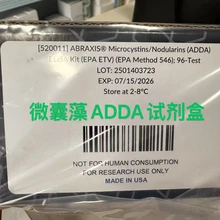 [520011] ABRAXIS® Microcystins/Nodularins (ADDA)
ELISA Kit (EPA ETV) (EPA Method 546); 96-Test
LOT: 2501403723
EXP: 07/15/2026
Store at 2-8°C
微囊藻 ADDA 试剂盒
NOT FOR HUMAN CONSUMPTION
FOR RESEARCH USE ONLY
MADE IN USA